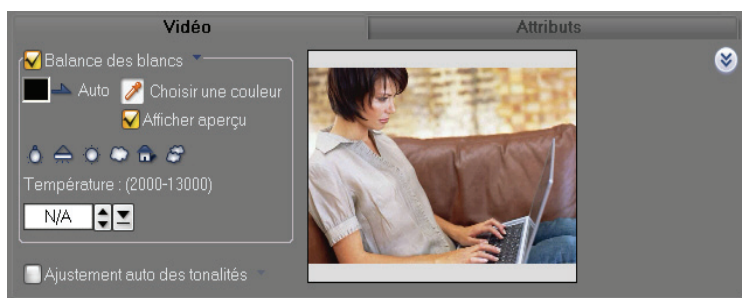 Vidéo
Attributs
Balance des blancs
Auto
Choisir une couleur
Afficher aperçu
Température : (2000-13000)
N/A
Ajustement auto des tonalités